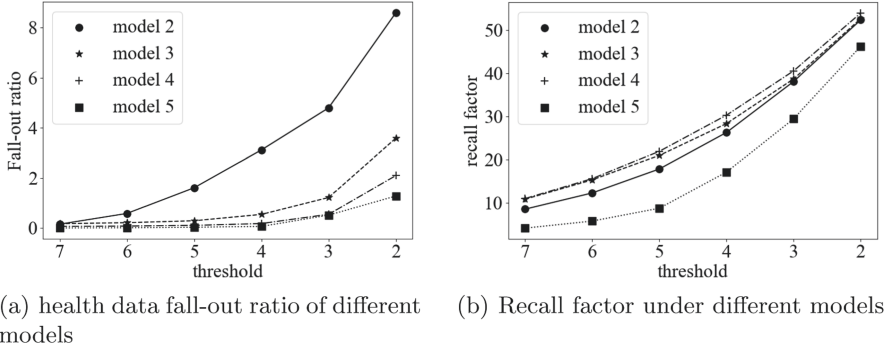 8
6
4
2
0
Fall-out ratio
model 2
model 3
model 4
model 5
7 6 5 4 3 2
threshold
(a) health data fall-out ratio of different
models
50
40
30
20
10
recall factor
model 2
model 3
model 4
model 5
7 6 5 4 3 2
threshold
(b) Recall factor under different models